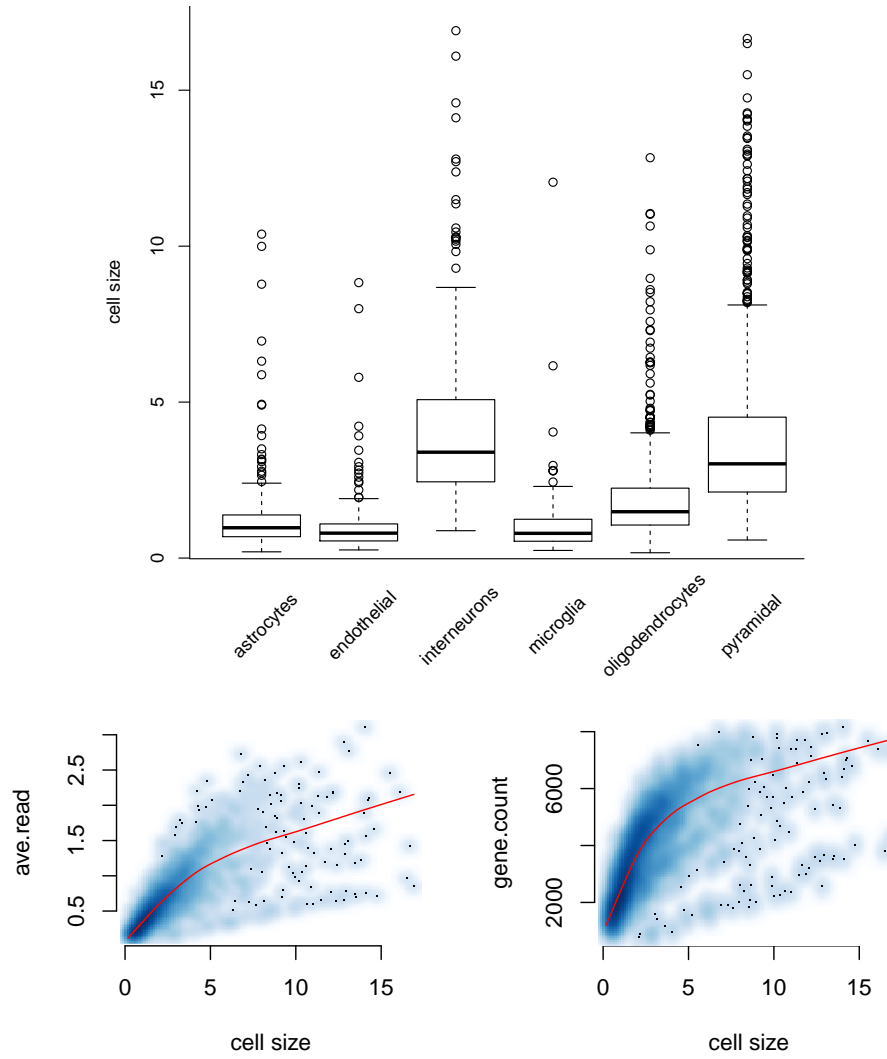 15
10
5
0
cell size
astrocytes
endothelial
interneurons
microglia
oligodendrocytes
pyramidal
2.5
1.5
0.5
ave.read
0 5 10 15
cell size
6000
2000
gene.count
0 5 10 15
cell size